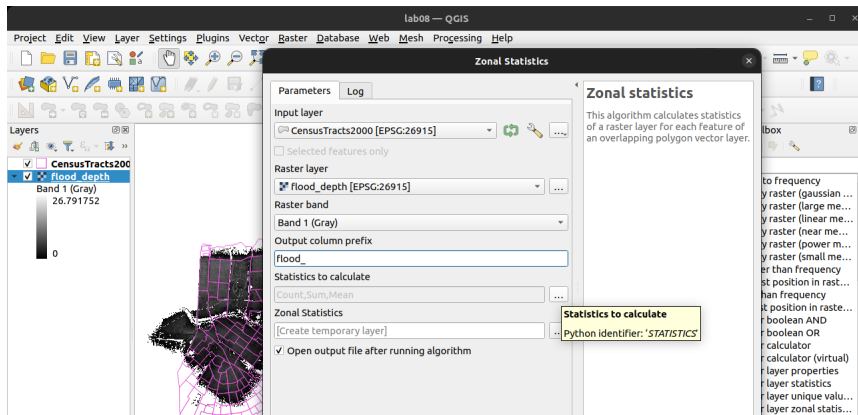 lab08 — QGIS
Project Edit View Layer Settings Plugins Vector Raster Database Web Mesh Processing Help
Zonal Statistics
Parameters Log
Input layer
CensusTracts2000 [EPSG:26915]
Selected features only
Raster layer
flood_depth [EPSG:26915]
Raster band
Band 1 (Gray)
Output column prefix
flood_
Statistics to calculate
Count,Sum,Mean
Zonal Statistics
[Create temporary layer]
Open output file after running algorithm
Zonal statistics
This algorithm calculates statistics
of a raster layer for each feature of
an overlapping polygon vector layer.
Statistics to calculate
Python identifier: 'STATISTICS'
Layers
CensusTracts200
flood_depth
Band 1 (Gray)
26.791752
0
lbox
to frequency
y raster (gaussian ...
y raster (large me...
y raster (linear me...
y raster (near me...
y raster (power m...
y raster (small me...
er than frequency
st position in rast...
han frequency
st position in raste...
r boolean AND
r boolean OR
r calculator
r calculator (virtual)
r layer properties
r layer statistics
r layer unique valu...
r layer zonal statis...